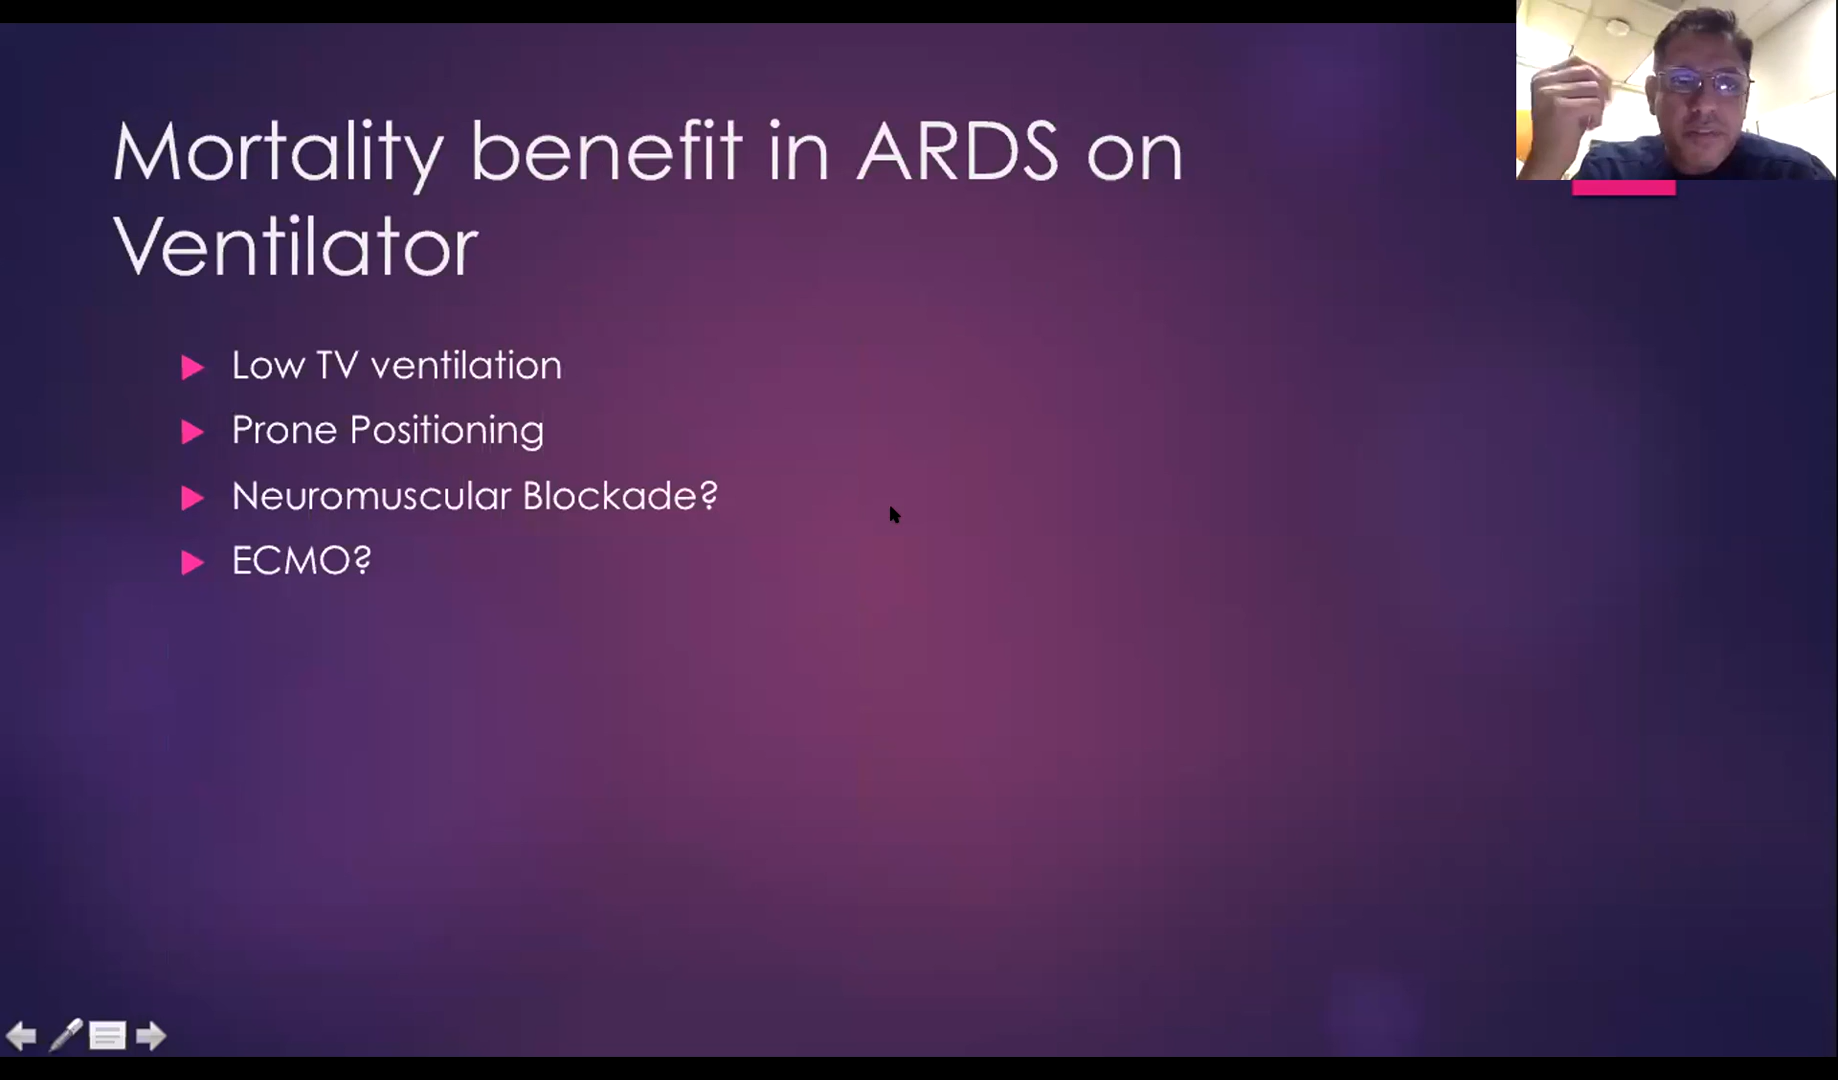 Mortality benefit in ARDS on
Ventilator
Low TV ventilation
Prone Positioning
Neuromuscular Blockade?
ECMO?